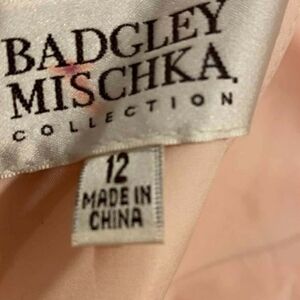 BADGLEY
MISCHKA.
COLLECTION
12
MADE IN
CHINA